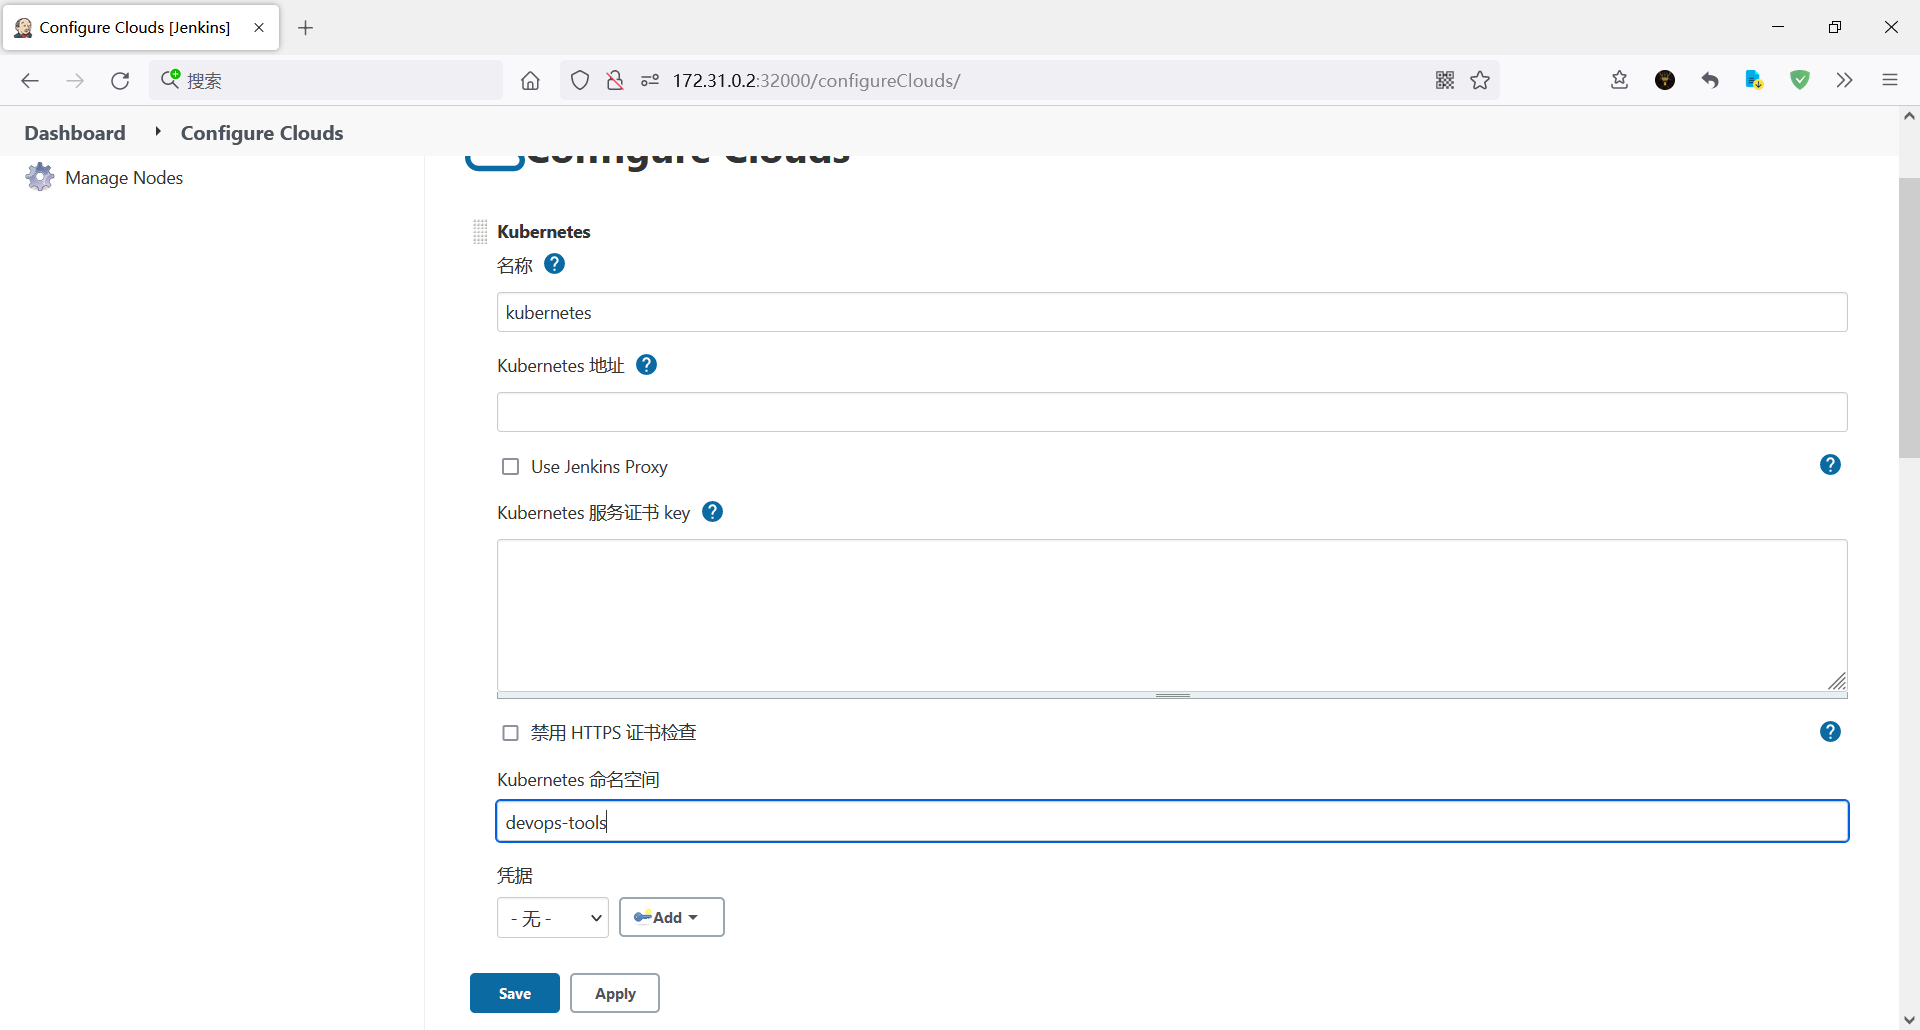 Configure Clouds [Jenkins]
搜索
172.31.0.2:32000/configureClouds/
Dashboard
Configure Clouds
Manage Nodes
Configure Clouds
Kubernetes
名称
kubernetes
Kubernetes 地址
Use Jenkins Proxy
Kubernetes 服务证书 key
禁用 HTTPS 证书检查
Kubernetes 命名空间
devops-tools
凭据
- 无 -
Add
Save
Apply